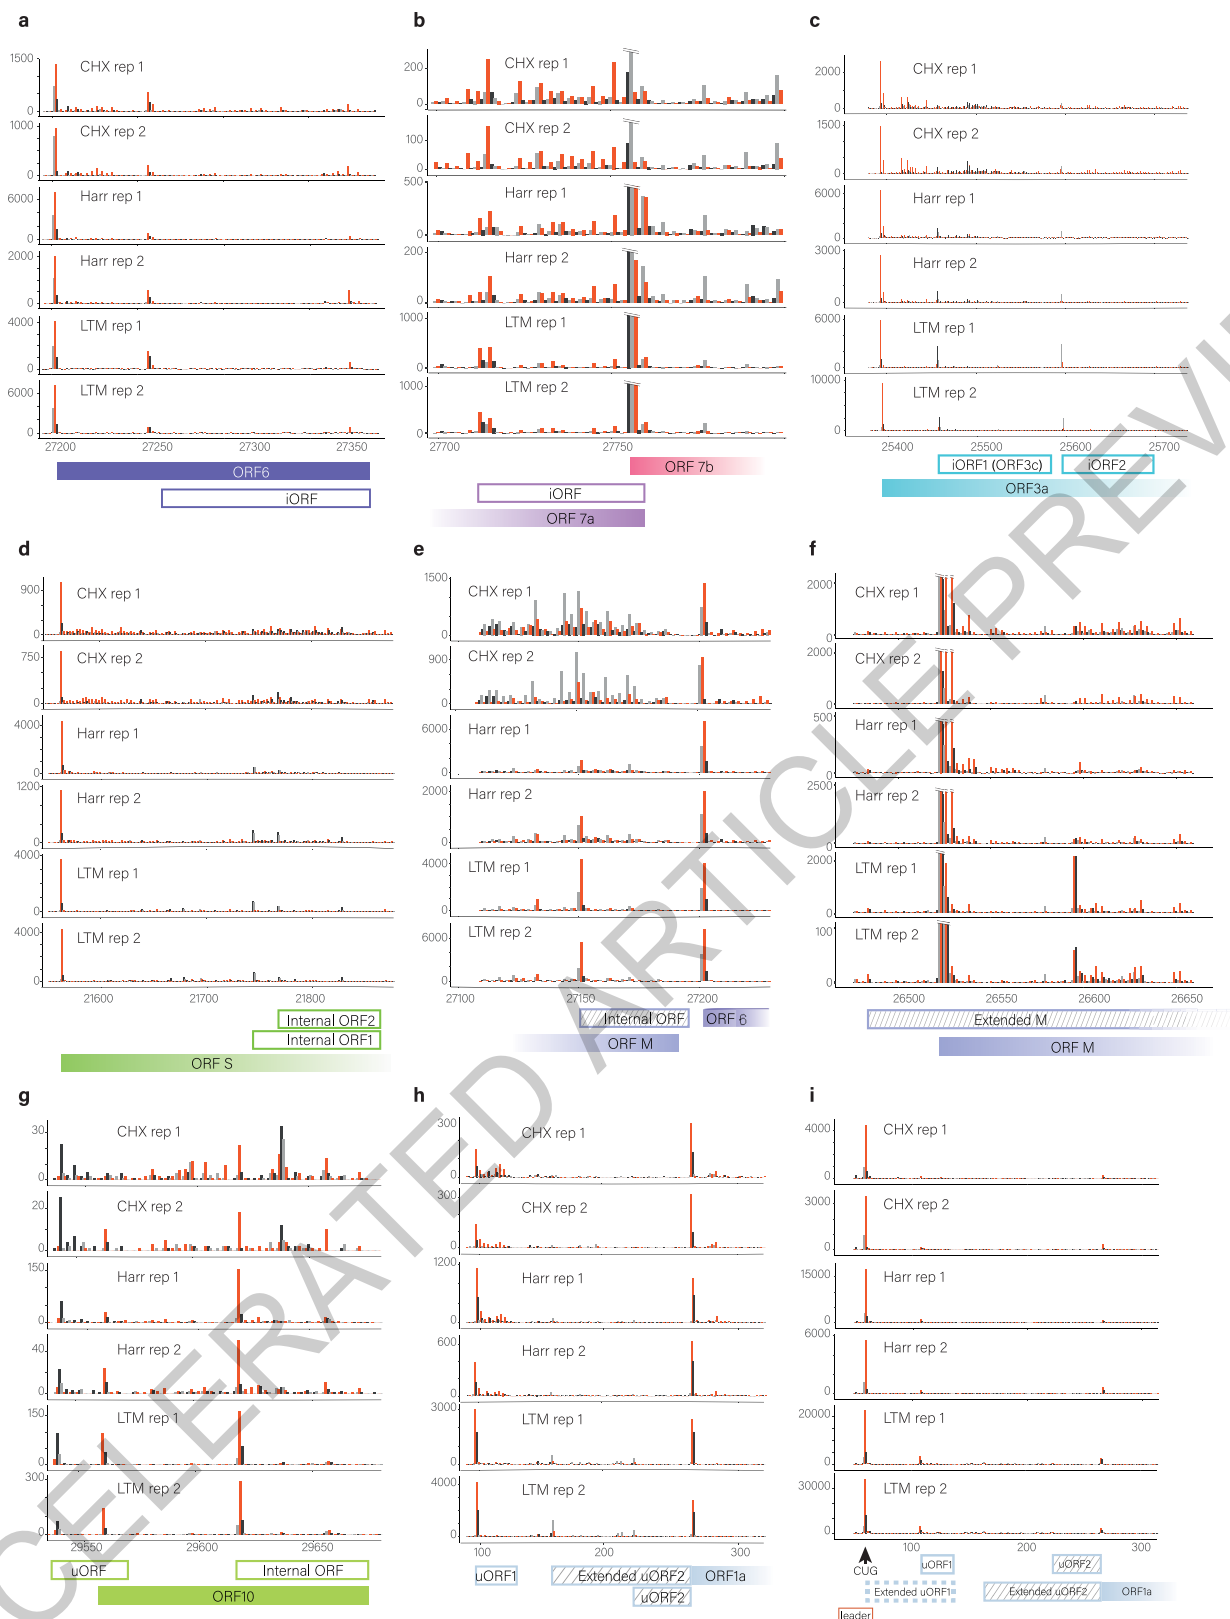 a
1500
CHX rep 1
0
1000
CHX rep 2
0
6000
Harr rep 1
0
2000
Harr rep 2
0
4000
LTM rep 1
0
7000
LTM rep 2
0
27200 27250 27300 27350
ORF6
iORF
b
200
CHX rep 1
0
100
CHX rep 2
0
500
Harr rep 1
0
200
Harr rep 2
0
1000
LTM rep 1
0
1000
LTM rep 2
0
27700 27750
ORF 7b
iORF
ORF 7a
c
2000
CHX rep 1
0
1500
CHX rep 2
0
6000
Harr rep 1
0
3000
Harr rep 2
0
6000
LTM rep 1
0
10000
LTM rep 2
0
25400 25500 25600 25700
iORF1 (ORF3c) iORF2
ORF3a
d
900
CHX rep 1
0
750
CHX rep 2
0
4000
Harr rep 1
0
1200
Harr rep 2
0
4000
LTM rep 1
0
4000
LTM rep 2
0
21600 21700 21800
Internal ORF2
Internal ORF1
ORF S
e
1500
CHX rep 1
0
900
CHX rep 2
0
6000
Harr rep 1
0
2000
Harr rep 2
0
4000
LTM rep 1
0
6000
LTM rep 2
0
27100 27150 27200
Internal ORF ORF 6
ORF M
f
2000
CHX rep 1
0
2000
CHX rep 2
0
500
Harr rep 1
0
2500
Harr rep 2
0
2000
LTM rep 1
0
LTM rep 2
0
26500 26550 26600 26650
Extended M
ORF M
g
30
CHX rep 1
0
20
CHX rep 2
0
150
Harr rep 1
0
40
Harr rep 2
0
150
LTM rep 1
0
300
LTM rep 2
0
29550 29600 29650
uORF Internal ORF
ORF10
h
300
CHX rep 1
0
300
CHX rep 2
0
1200
Harr rep 1
0
400
Harr rep 2
0
3000
LTM rep 1
0
4000
LTM rep 2
0
100 200 300
uORF1 Extended uORF2 ORF1a
uORF2
i
4000
CHX rep 1
0
3000
CHX rep 2
0
15000
Harr rep 1
0
6000
Harr rep 2
0
20000
LTM rep 1
0
30000
LTM rep 2
0
100 200 300
CUG uORF1 uORF2
Extended uORF1 Extended uORF2 ORF1a
leader
CELERATED ARTICLE PREVI